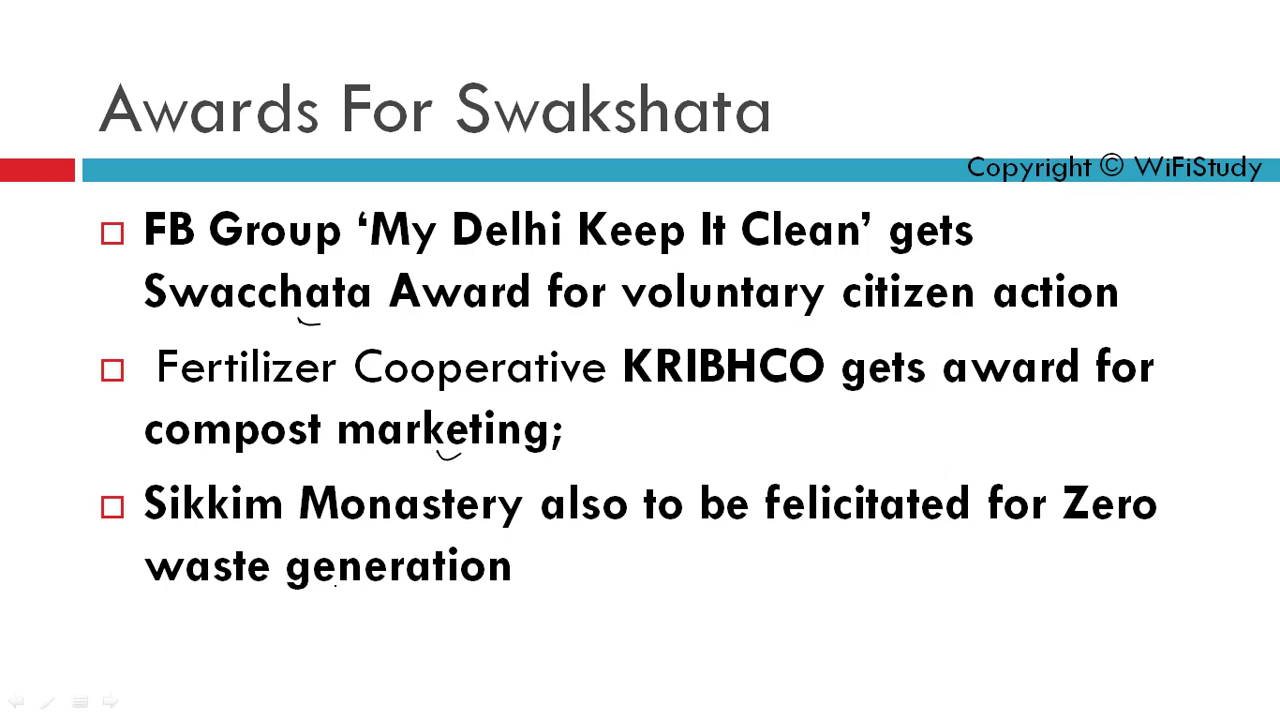 Awards For Swakshata
Copyright © WiFiStudy
FB Group ‘My Delhi Keep It Clean’ gets
Swacchata Award for voluntary citizen action
Fertilizer Cooperative KRIBHCO gets award for
compost marketing;
Sikkim Monastery also to be felicitated for Zero
waste generation